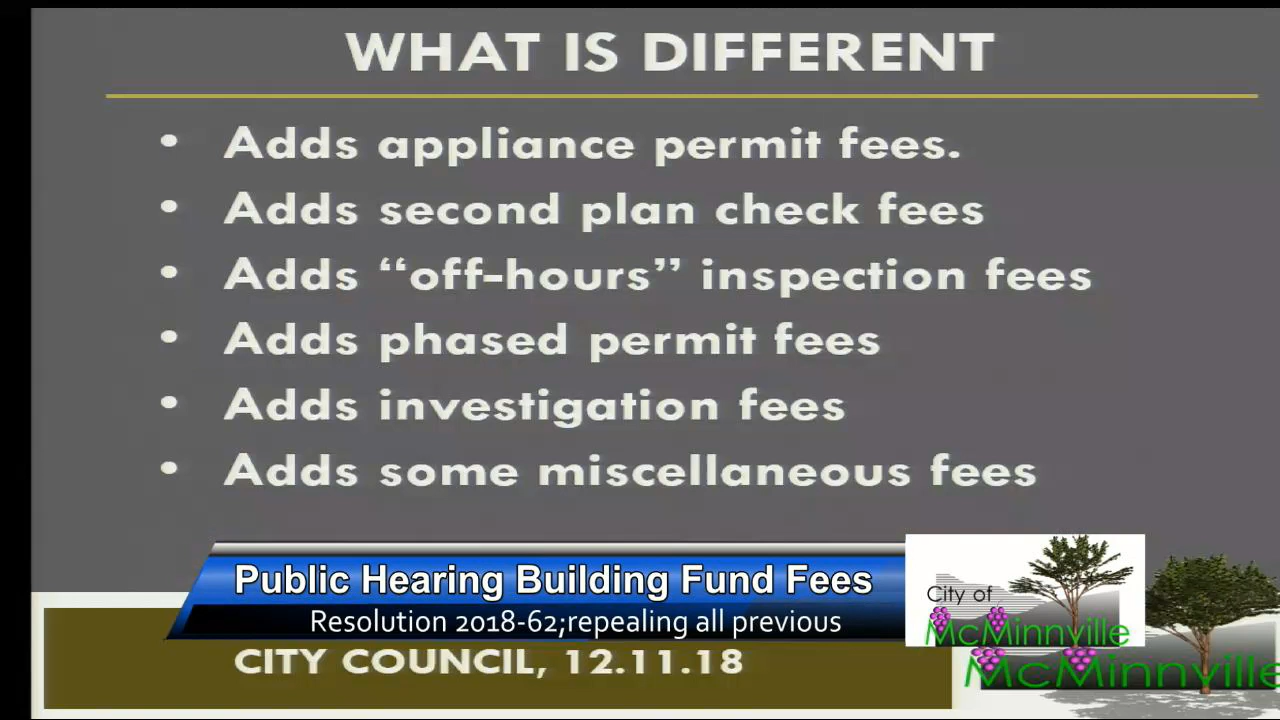 WHAT IS DIFFERENT
• Adds appliance permit fees.
• Adds second plan check fees
• Adds “off-hours” inspection fees
• Adds phased permit fees
• Adds investigation fees
• Adds some miscellaneous fees
Public Hearing Building Fund Fees
Resolution 2018-62;repealing all previous
CITY COUNCIL, 12.11.18
City of
McMinnville
McMinnville